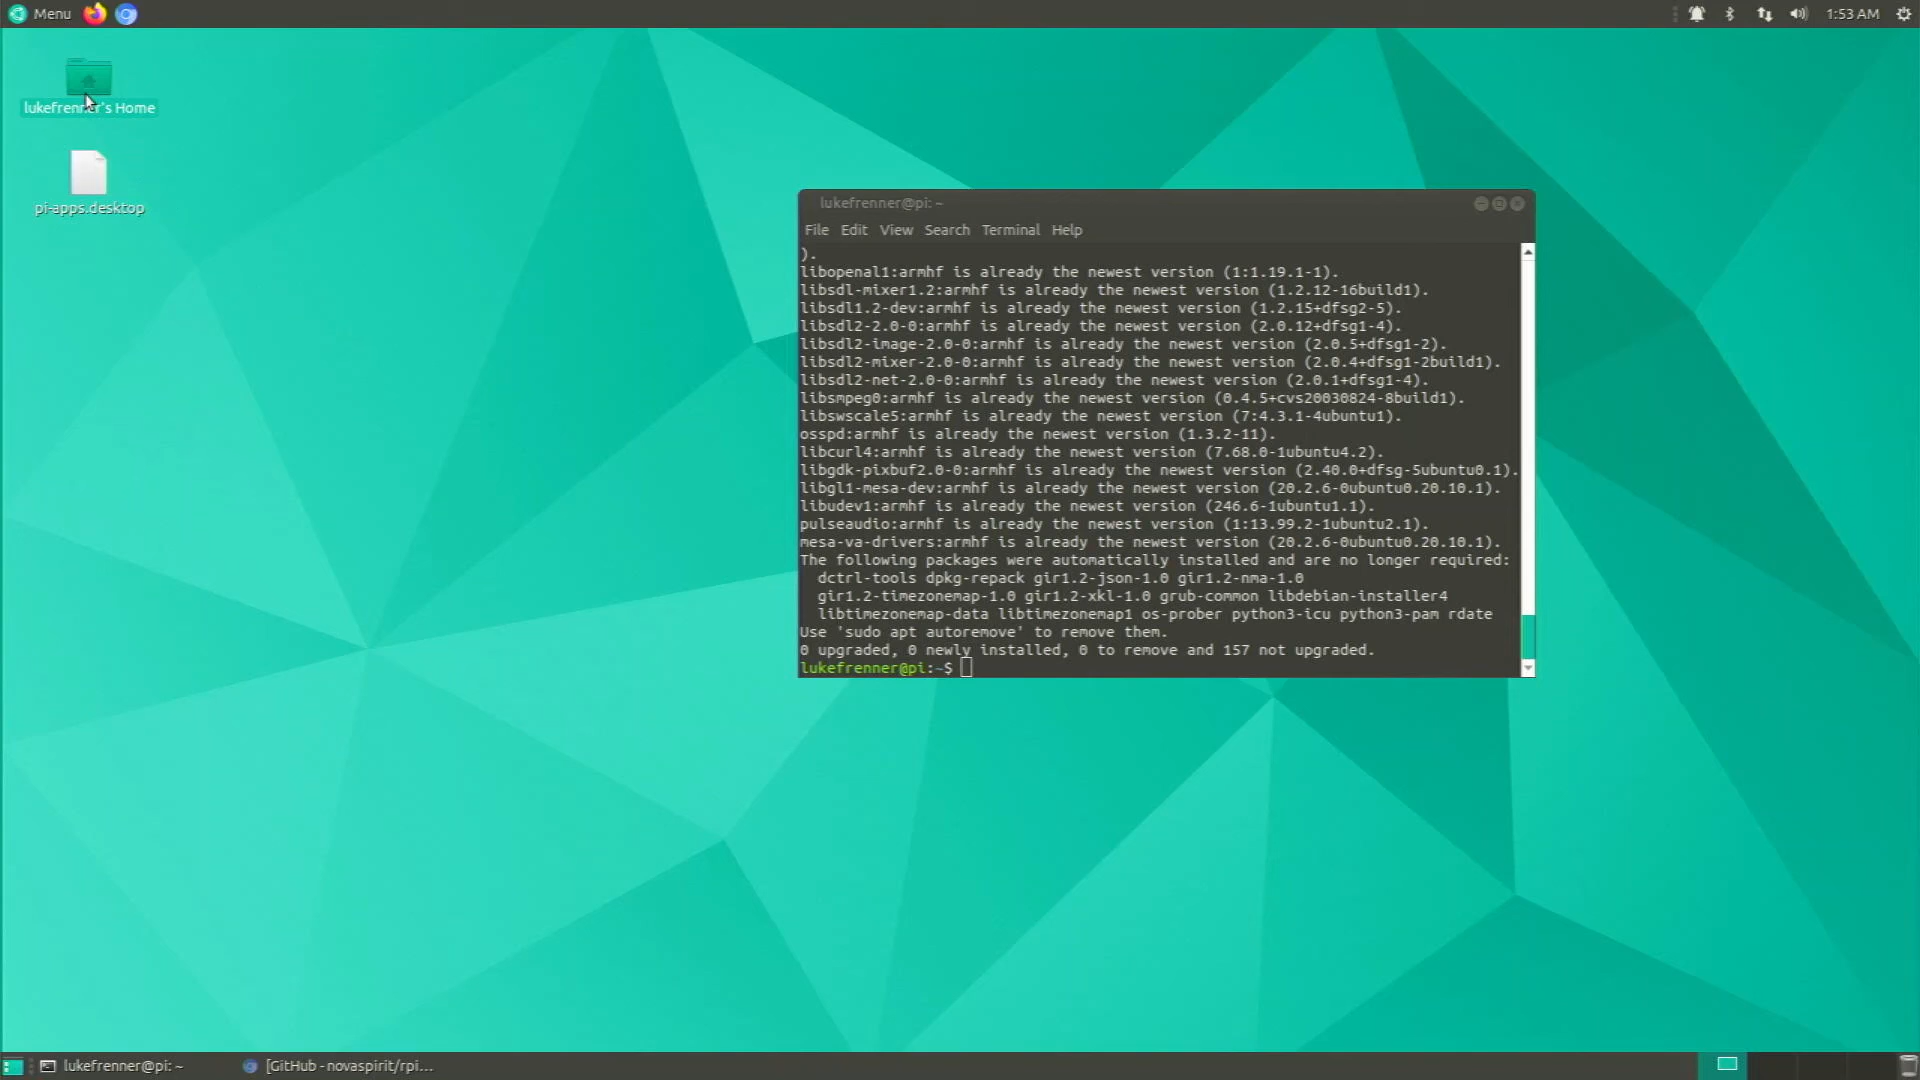 Menu
1:53 AM
lukefrenner's Home
pi-apps.desktop
lukefrenner@pi: ~
File Edit View Search Terminal Help
).
libopenal1:armhf is already the newest version (1:1.19.1-1).
libsdl-mixer1.2:armhf is already the newest version (1.2.12-16build1).
libsdl1.2-dev:armhf is already the newest version (1.2.15+dfsg2-5).
libsdl2-2.0-0:armhf is already the newest version (2.0.12+dfsg1-4).
libsdl2-image-2.0-0:armhf is already the newest version (2.0.5+dfsg1-2).
libsdl2-mixer-2.0-0:armhf is already the newest version (2.0.4+dfsg1-2build1).
libsdl2-net-2.0-0:armhf is already the newest version (2.0.1+dfsg1-4).
libsmpeg0:armhf is already the newest version (0.4.5+cvs20030824-8build1).
libswscale5:armhf is already the newest version (7:4.3.1-4ubuntu1).
osspd:armhf is already the newest version (1.3.2-11).
libcurl4:armhf is already the newest version (7.68.0-1ubuntu4.2).
libgdk-pixbuf2.0-0:armhf is already the newest version (2.40.0+dfsg-5ubuntu0.1).
libgl1-mesa-dev:armhf is already the newest version (20.2.6-0ubuntu0.20.10.1).
libudev1:armhf is already the newest version (246.6-1ubuntu1.1).
pulseaudio:armhf is already the newest version (1:13.99.2-1ubuntu2.1).
mesa-va-drivers:armhf is already the newest version (20.2.6-0ubuntu0.20.10.1).
The following packages were automatically installed and are no longer required:
dctrl-tools dpkg-repack gir1.2-json-1.0 gir1.2-nma-1.0
gir1.2-timezonemap-1.0 gir1.2-xkl-1.0 grub-common libdebian-installer4
libtimezonemap-data libtimezonemap1 os-prober python3-icu python3-pam rdate
Use 'sudo apt autoremove' to remove them.
0 upgraded, 0 newly installed, 0 to remove and 157 not upgraded.
lukefrenner@pi:~$
lukefrenner@pi: ~
[GitHub - novaspirit/rpi...